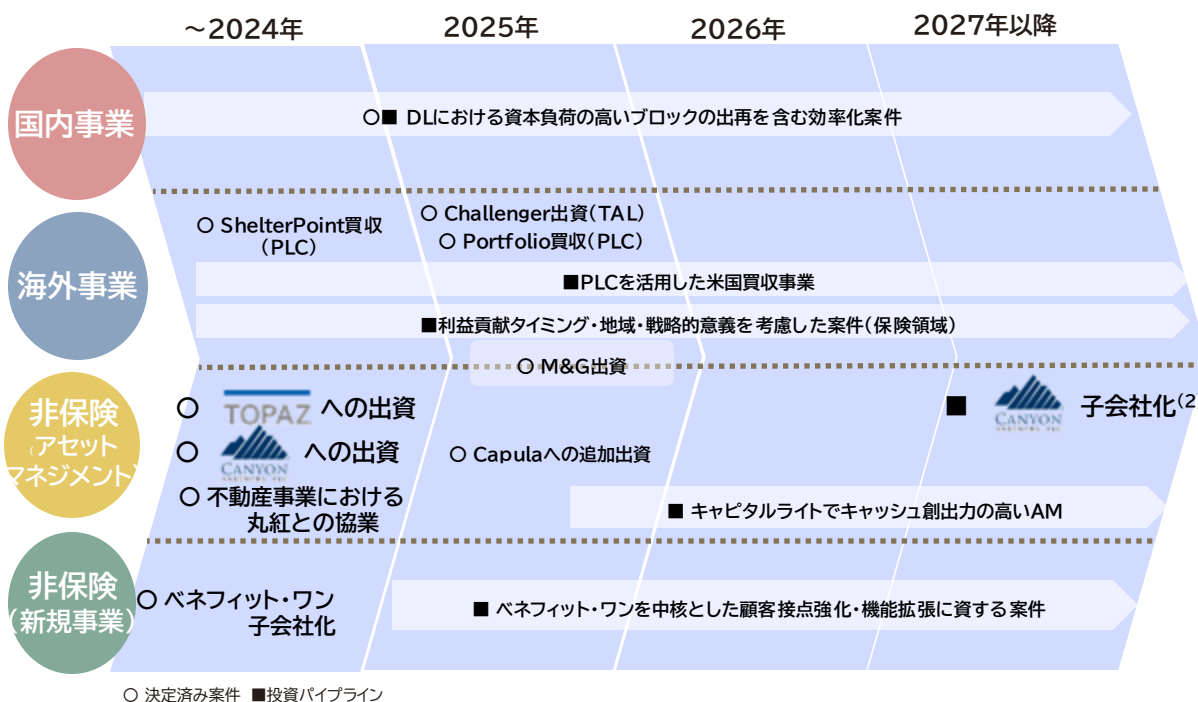 ～2024年
2025年
2026年
2027年以降
国内事業
○■ DLにおける資本負荷の高いブロックの出再を含む効率化案件
海外事業
○ ShelterPoint買収
(PLC)
○ Challenger出資(TAL)
○ Portfolio買収(PLC)
■PLCを活用した米国買収事業
■利益貢献タイミング・地域・戦略的意義を考慮した案件(保険領域)
○ M&G出資
非保険
(アセット
マネジメント)
○ TOPAZ への出資
○ CANYON への出資
○ 不動産事業における
丸紅との協業
○ Capulaへの追加出資
■ CANYON 子会社化(2
■ キャピタルライトでキャッシュ創出力の高いAM
非保険
(新規事業)
○ ベネフィット・ワン
子会社化
■ ベネフィット・ワンを中核とした顧客接点強化・機能拡張に資する案件
○ 決定済み案件 ■投資パイプライン